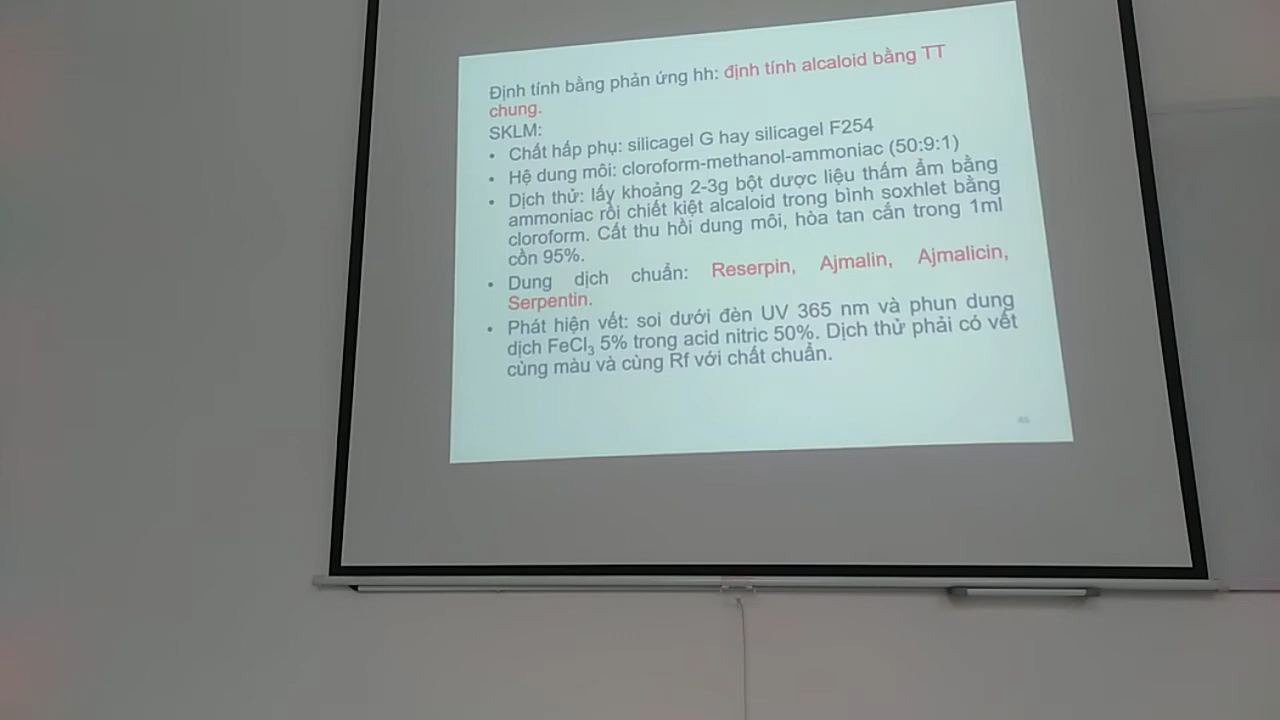 Định tính bằng phản ứng hh: định tính alcaloid bằng TT
chung.
SKLM:
• Chất hấp phụ: silicagel G hay silicagel F254
• Hệ dung môi: cloroform-methanol-ammoniac (50:9:1)
• Dịch thử: lấy khoảng 2-3g bột dược liệu thấm ẩm bằng
ammoniac rồi chiết kiệt alcaloid trong bình soxhlet bằng
cloroform. Cất thu hồi dung môi, hòa tan cắn trong 1ml
cồn 95%.
• Dung dịch chuẩn: Reserpin, Ajmalin, Ajmalicin,
Serpentin.
• Phát hiện vết: soi dưới đèn UV 365 nm và phun dung
dịch FeCl₃ 5% trong acid nitric 50%. Dịch thử phải có vết
cùng màu và cùng Rf với chất chuẩn.